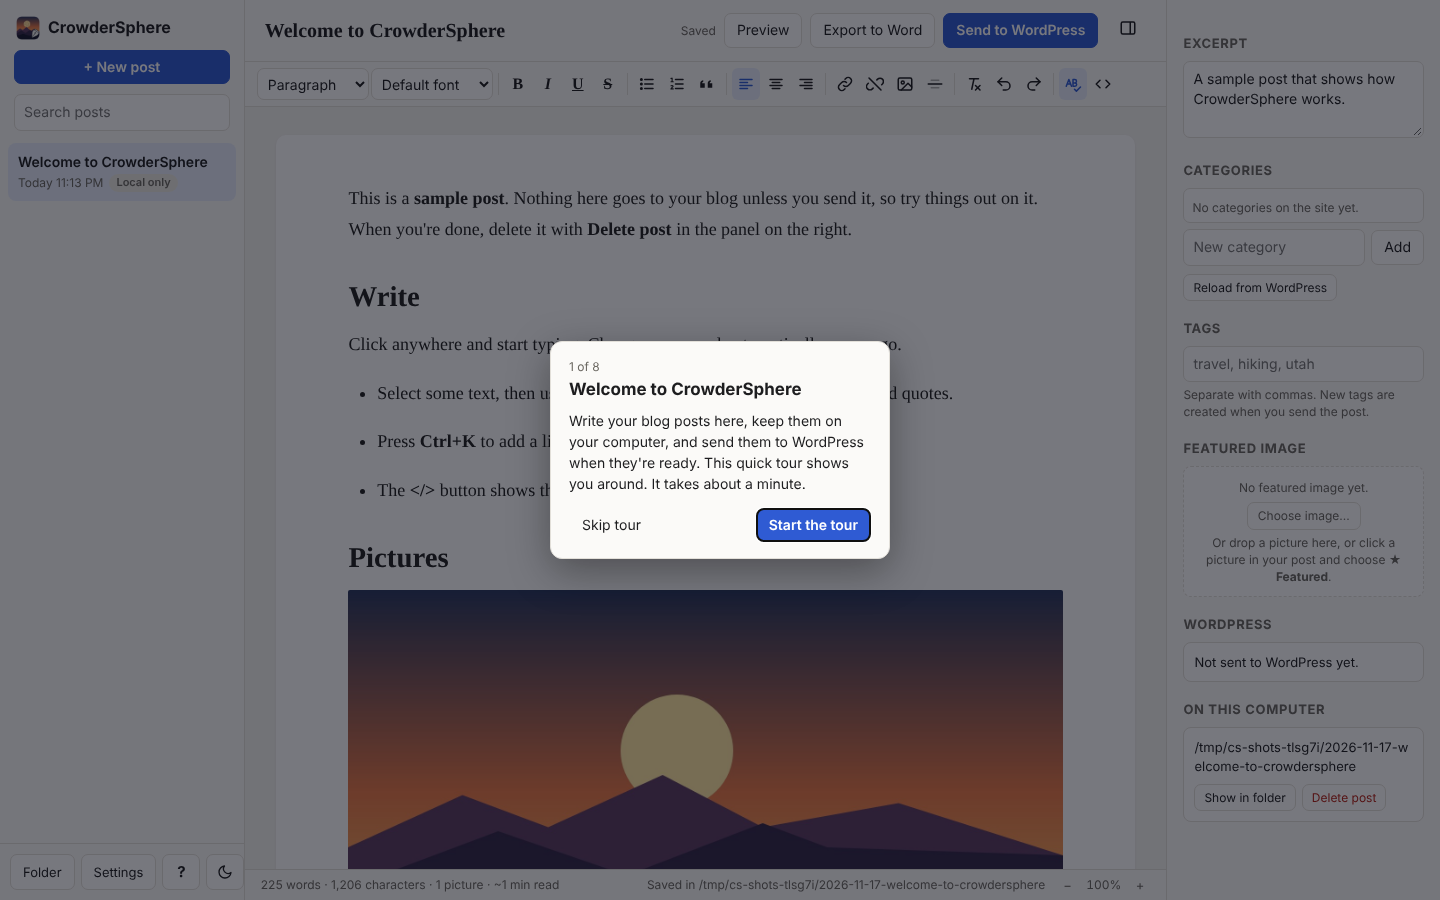 CrowderSphere
+ New post
Search posts
Welcome to CrowderSphere
Today 11:13 PM Local only
Folder Settings ?
Welcome to CrowderSphere
Saved Preview Export to Word Send to WordPress
Paragraph Default font B I U S
This is a sample post. Nothing here goes to your blog unless you send it, so try things out on it.
When you're done, delete it with Delete post in the panel on the right.
Write
Click anywhere and start
Select some text, then
quotes.
Press Ctrl+K to add a
The </> button shows
Pictures
1 of 8
Welcome to CrowderSphere
Write your blog posts here, keep them on
your computer, and send them to WordPress
when they're ready. This quick tour shows
you around. It takes about a minute.
Skip tour Start the tour
225 words · 1,206 characters · 1 picture · ~1 min read
Saved in /tmp/cs-shots-tlsg7i/2026-11-17-welcome-to-crowdersphere − 100% +
EXCERPT
A sample post that shows how
CrowderSphere works.
CATEGORIES
No categories on the site yet.
New category Add
Reload from WordPress
TAGS
travel, hiking, utah
Separate with commas. New tags are
created when you send the post.
FEATURED IMAGE
No featured image yet.
Choose image...
Or drop a picture here, or click a
picture in your post and choose ★
Featured.
WORDPRESS
Not sent to WordPress yet.
ON THIS COMPUTER
/tmp/cs-shots-tlsg7i/2026-11-17-w
elcome-to-crowdersphere
Show in folder Delete post